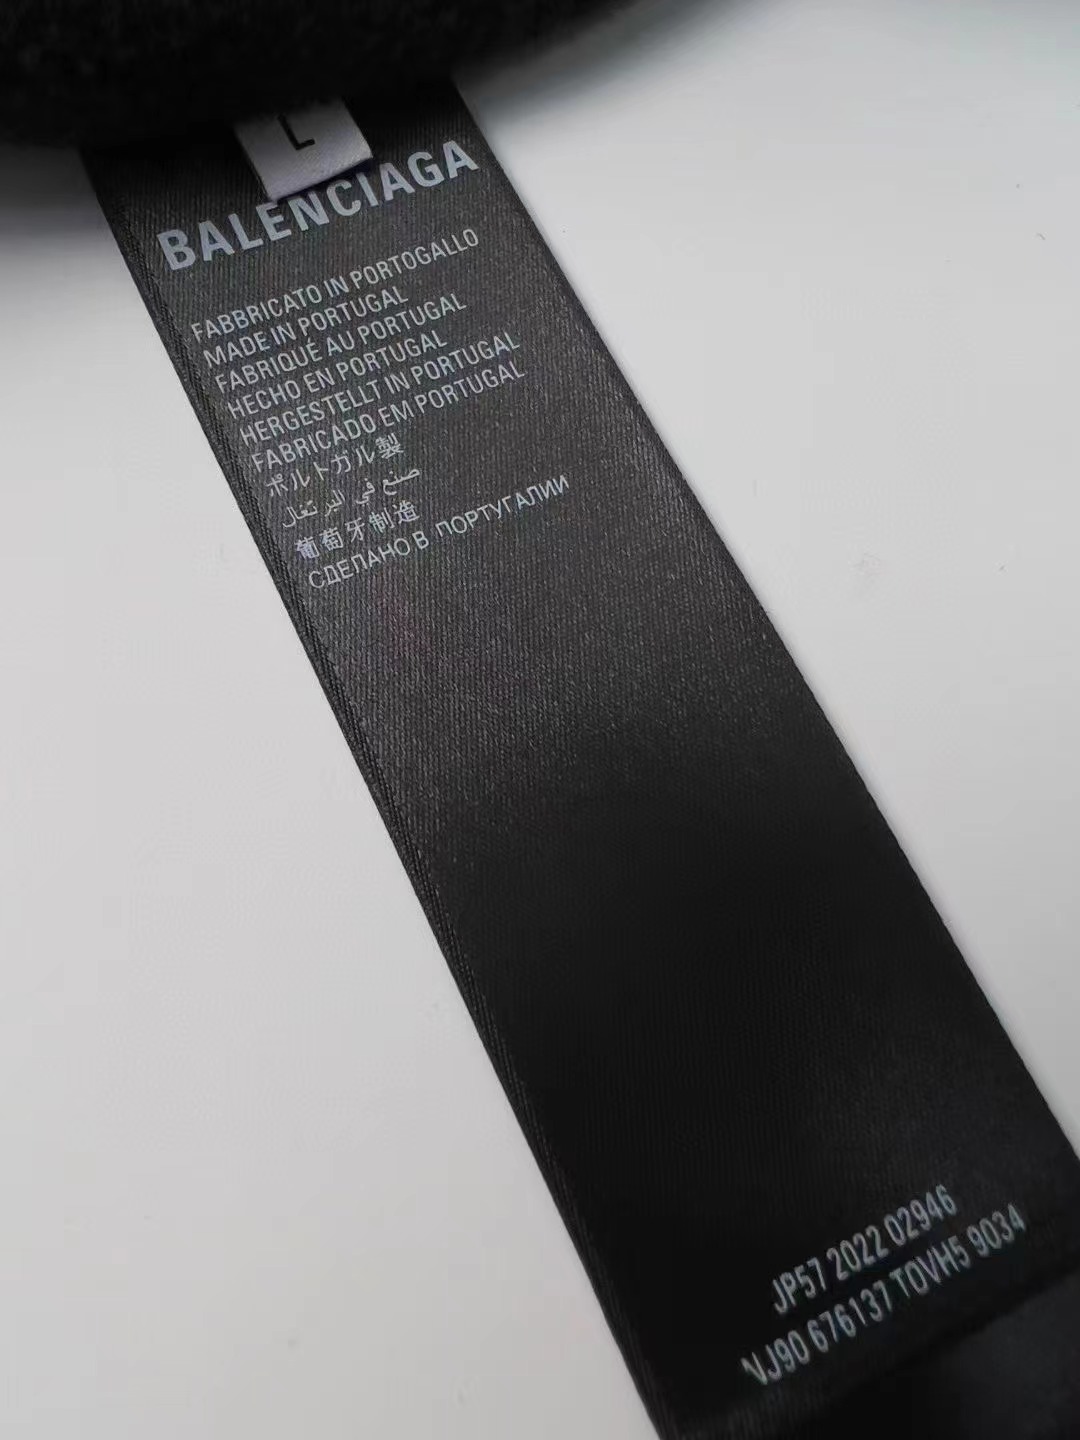 L
BALENCIAGA
FABBRICATO IN PORTOGALLO
MADE IN PORTUGAL
FABRIQUÉ AU PORTUGAL
HECHO EN PORTUGAL
HERGESTELLT IN PORTUGAL
FABRICADO EM PORTUGAL
ポルトガル製
صنع في البرتغال
葡萄牙制造
СДЕЛАНО В ПОРТУГАЛИИ
JP57 2022 02946
VJ90 676137 TOVH5 9034